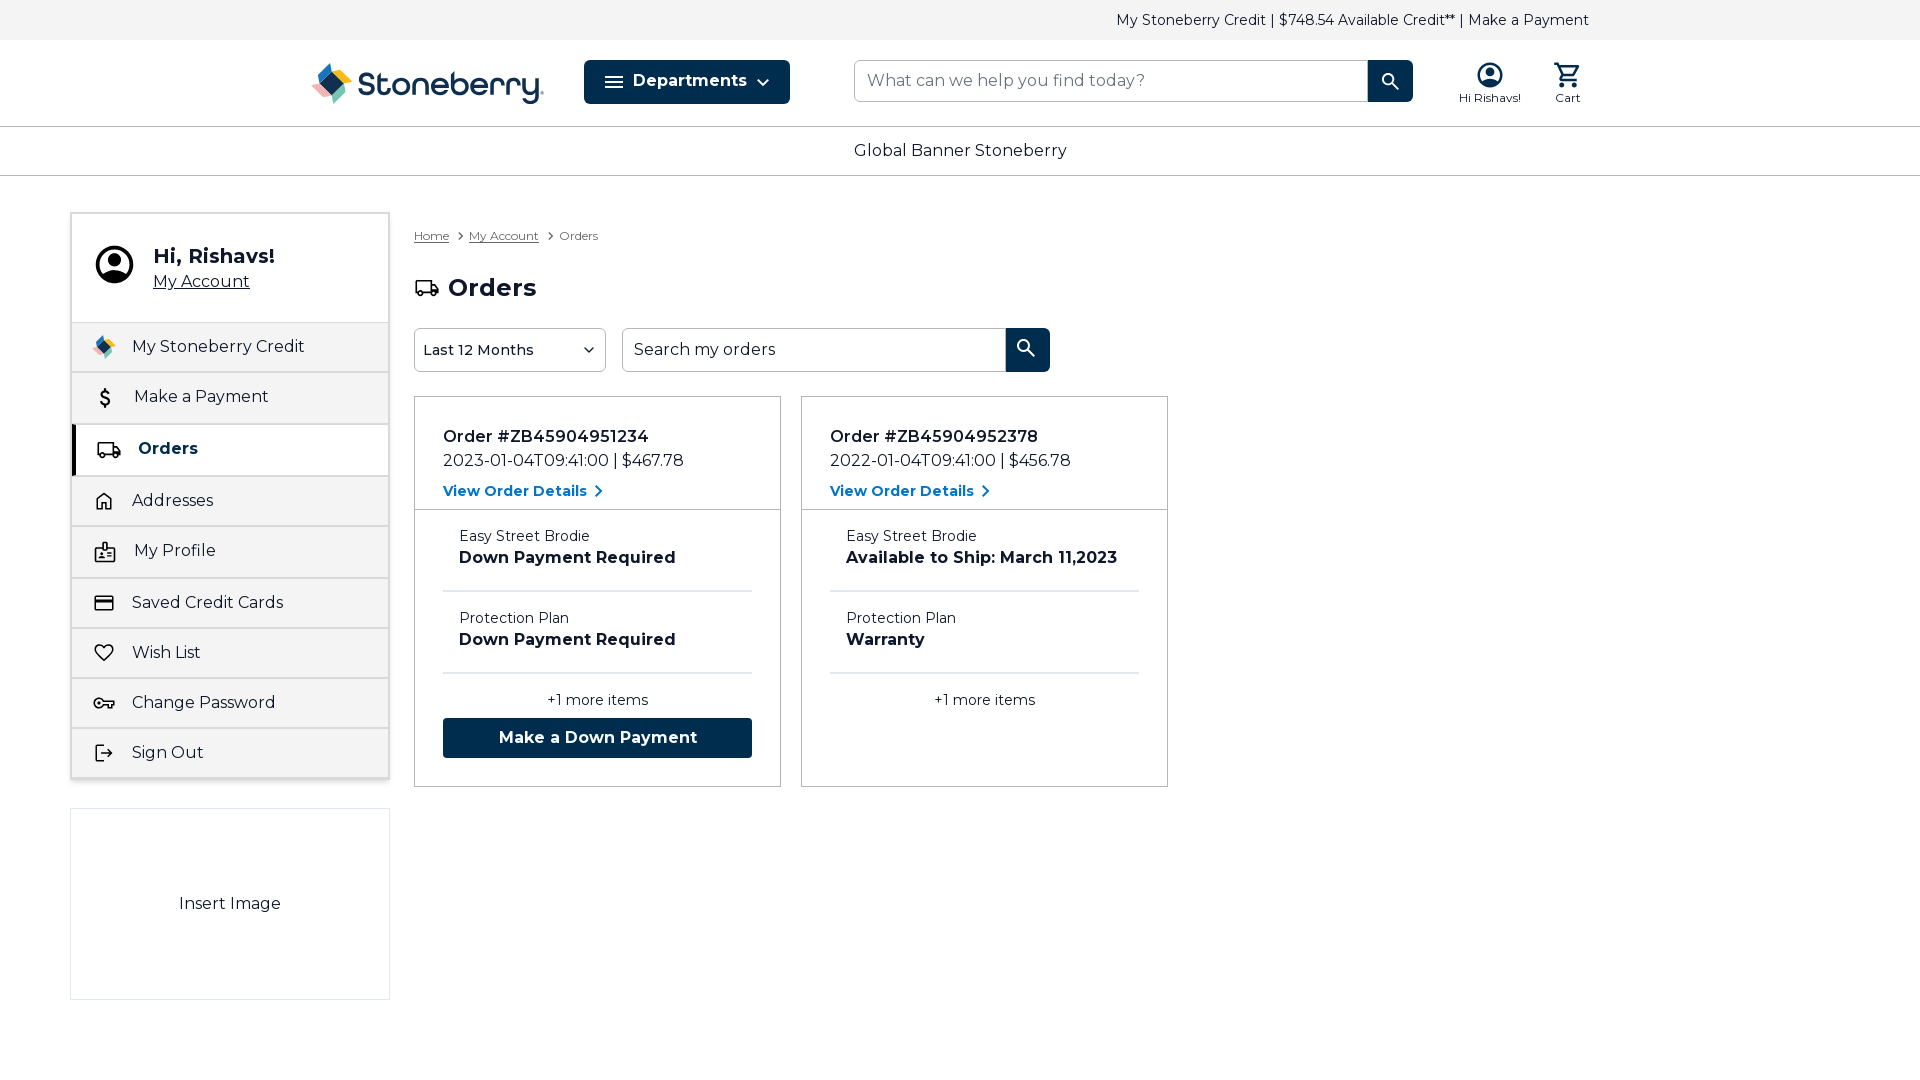 My Stoneberry Credit | $748.54 Available Credit** | Make a Payment
Stoneberry.
Departments
What can we help you find today?
Hi Rishavs!
Cart
Global Banner Stoneberry
Hi, Rishavs!
My Account
My Stoneberry Credit
Make a Payment
Orders
Addresses
My Profile
Saved Credit Cards
Wish List
Change Password
Sign Out
Insert Image
Home > My Account > Orders
Orders
Last 12 Months
Search my orders
Order #ZB45904951234
2023-01-04T09:41:00 | $467.78
View Order Details
Easy Street Brodie
Down Payment Required
Protection Plan
Down Payment Required
+1 more items
Make a Down Payment
Order #ZB45904952378
2022-01-04T09:41:00 | $456.78
View Order Details
Easy Street Brodie
Available to Ship: March 11,2023
Protection Plan
Warranty
+1 more items